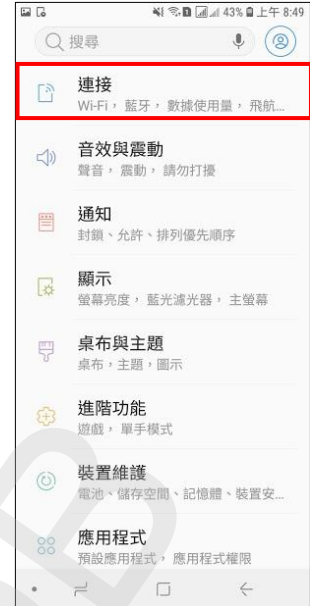 43% 上午 8:49
搜尋
連接
Wi-Fi， 藍牙， 數據使用量， 飛航...
音效與震動
聲音， 震動， 請勿打擾
通知
封鎖、允許、排列優先順序
顯示
螢幕亮度， 藍光濾光器， 主螢幕
桌布與主題
桌布，主題，圖示
進階功能
遊戲， 單手模式
裝置維護
電池、儲存空間、記憶體、裝置安...
應用程式
預設應用程式， 應用程式權限